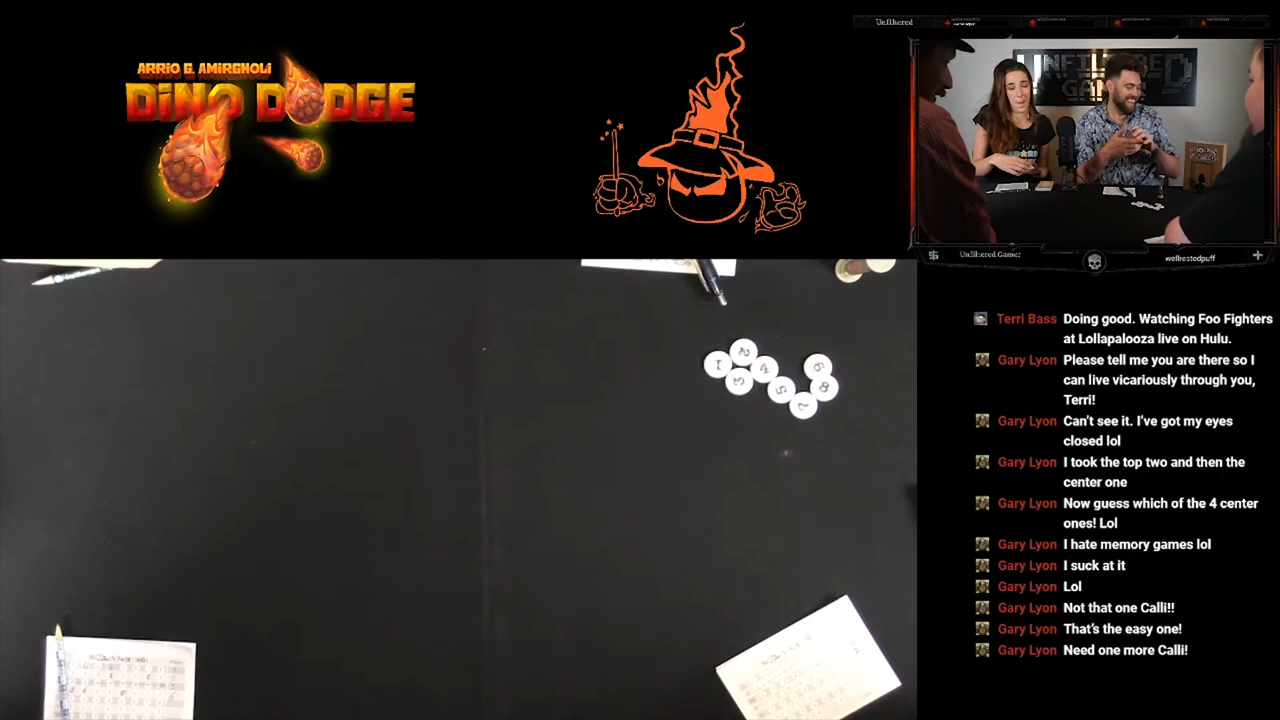 ARRIO G. AMIRGHOLI
DINO DODGE
Unfiltered
UNFILTERED
GAME
Unfiltered Gamer
wellrestedpuff
Terri Bass Doing good. Watching Foo Fighters
at Lollapalooza live on Hulu.
Gary Lyon Please tell me you are there so I
can live vicariously through you,
Terri!
Gary Lyon Can't see it. I've got my eyes
closed lol
Gary Lyon I took the top two and then the
center one
Gary Lyon Now guess which of the 4 center
ones! Lol
Gary Lyon I hate memory games lol
Gary Lyon I suck at it
Gary Lyon Lol
Gary Lyon Not that one Calli!!
Gary Lyon That's the easy one!
Gary Lyon Need one more Calli!
1
2
3
4
5
6
8